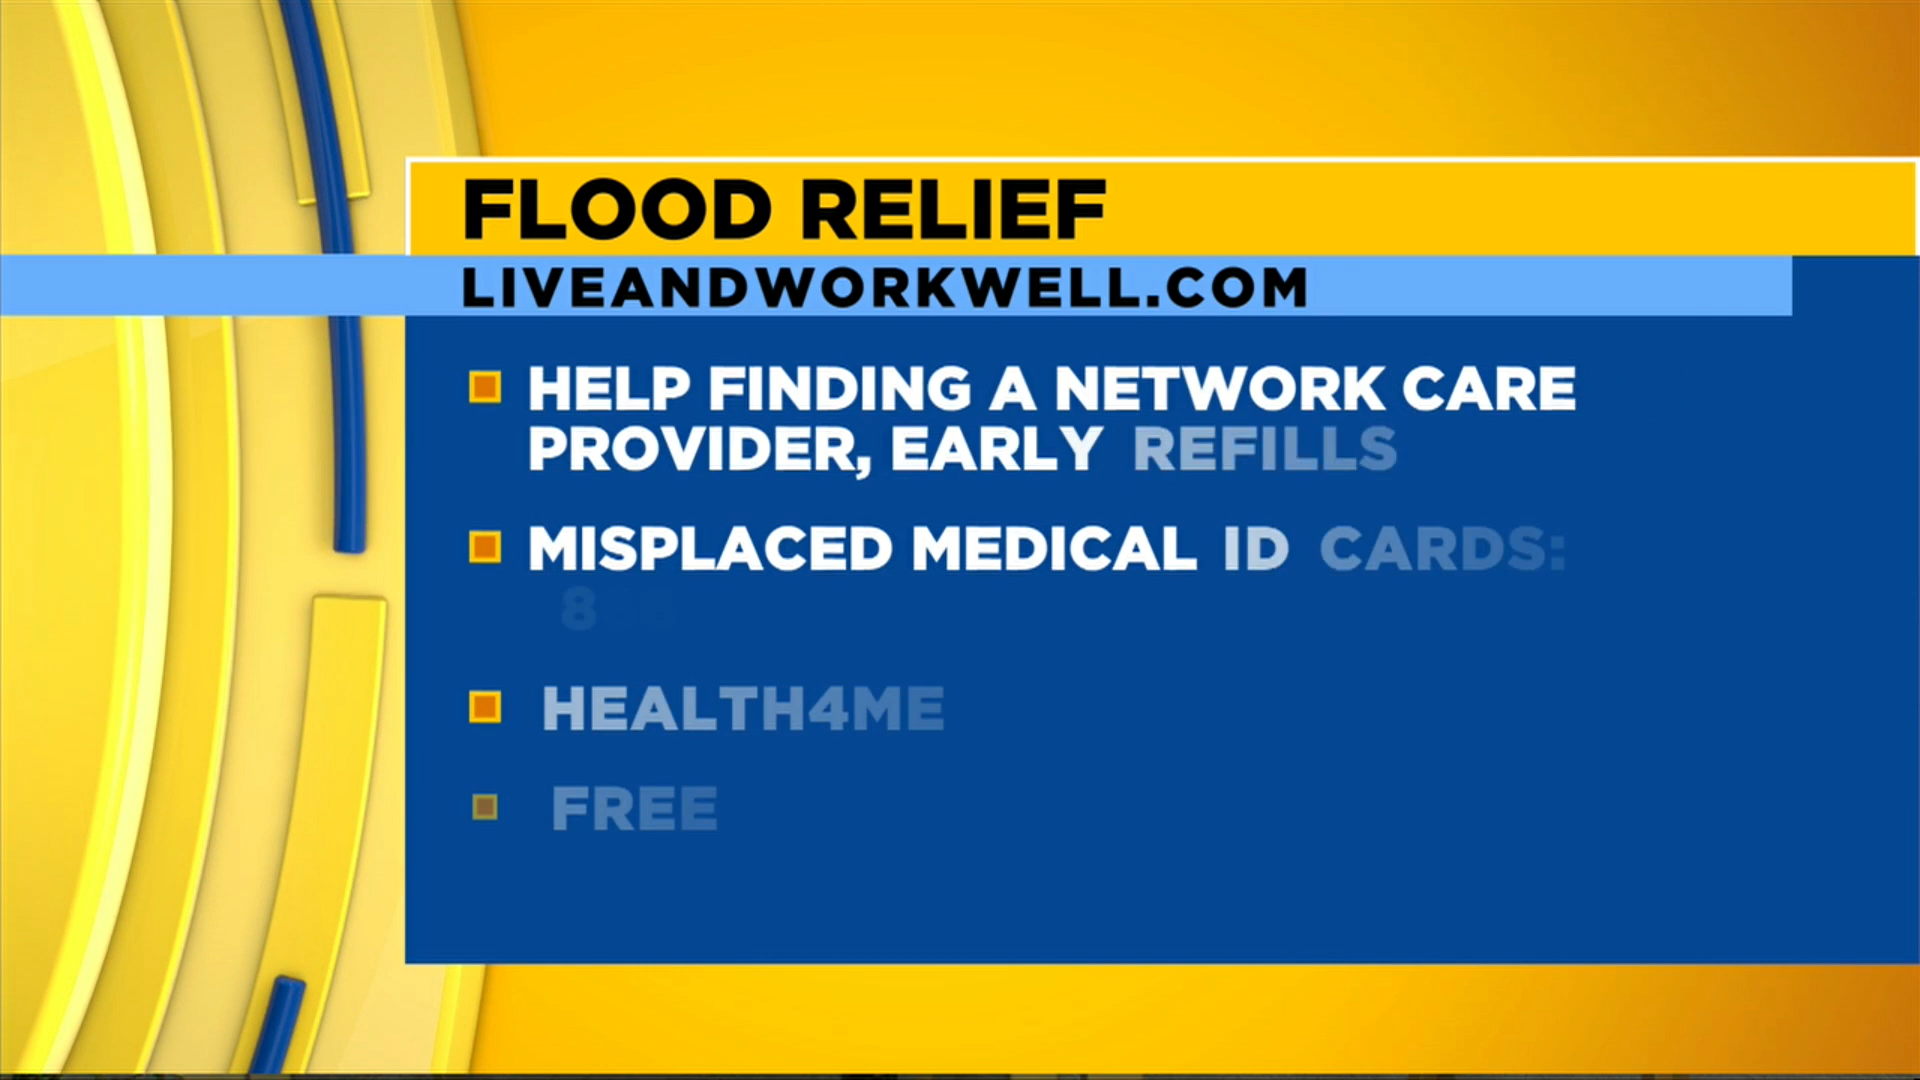 FLOOD RELIEF
LIVEANDWORKWELL.COM
HELP FINDING A NETWORK CARE
PROVIDER, EARLY REFILLS
MISPLACED MEDICAL ID CARDS:
HEALTH4ME
FREE